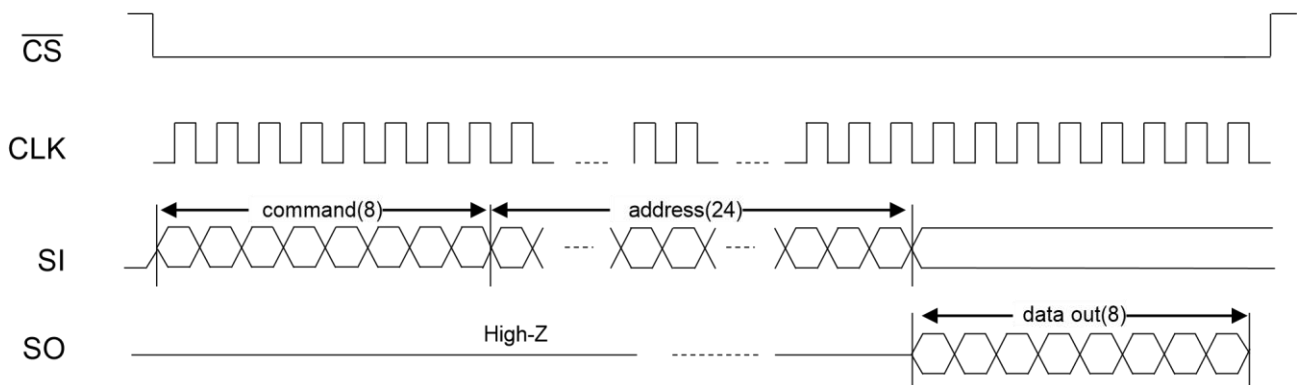 CS
CLK
command(8)
address(24)
SI
High-Z
data out(8)
SO